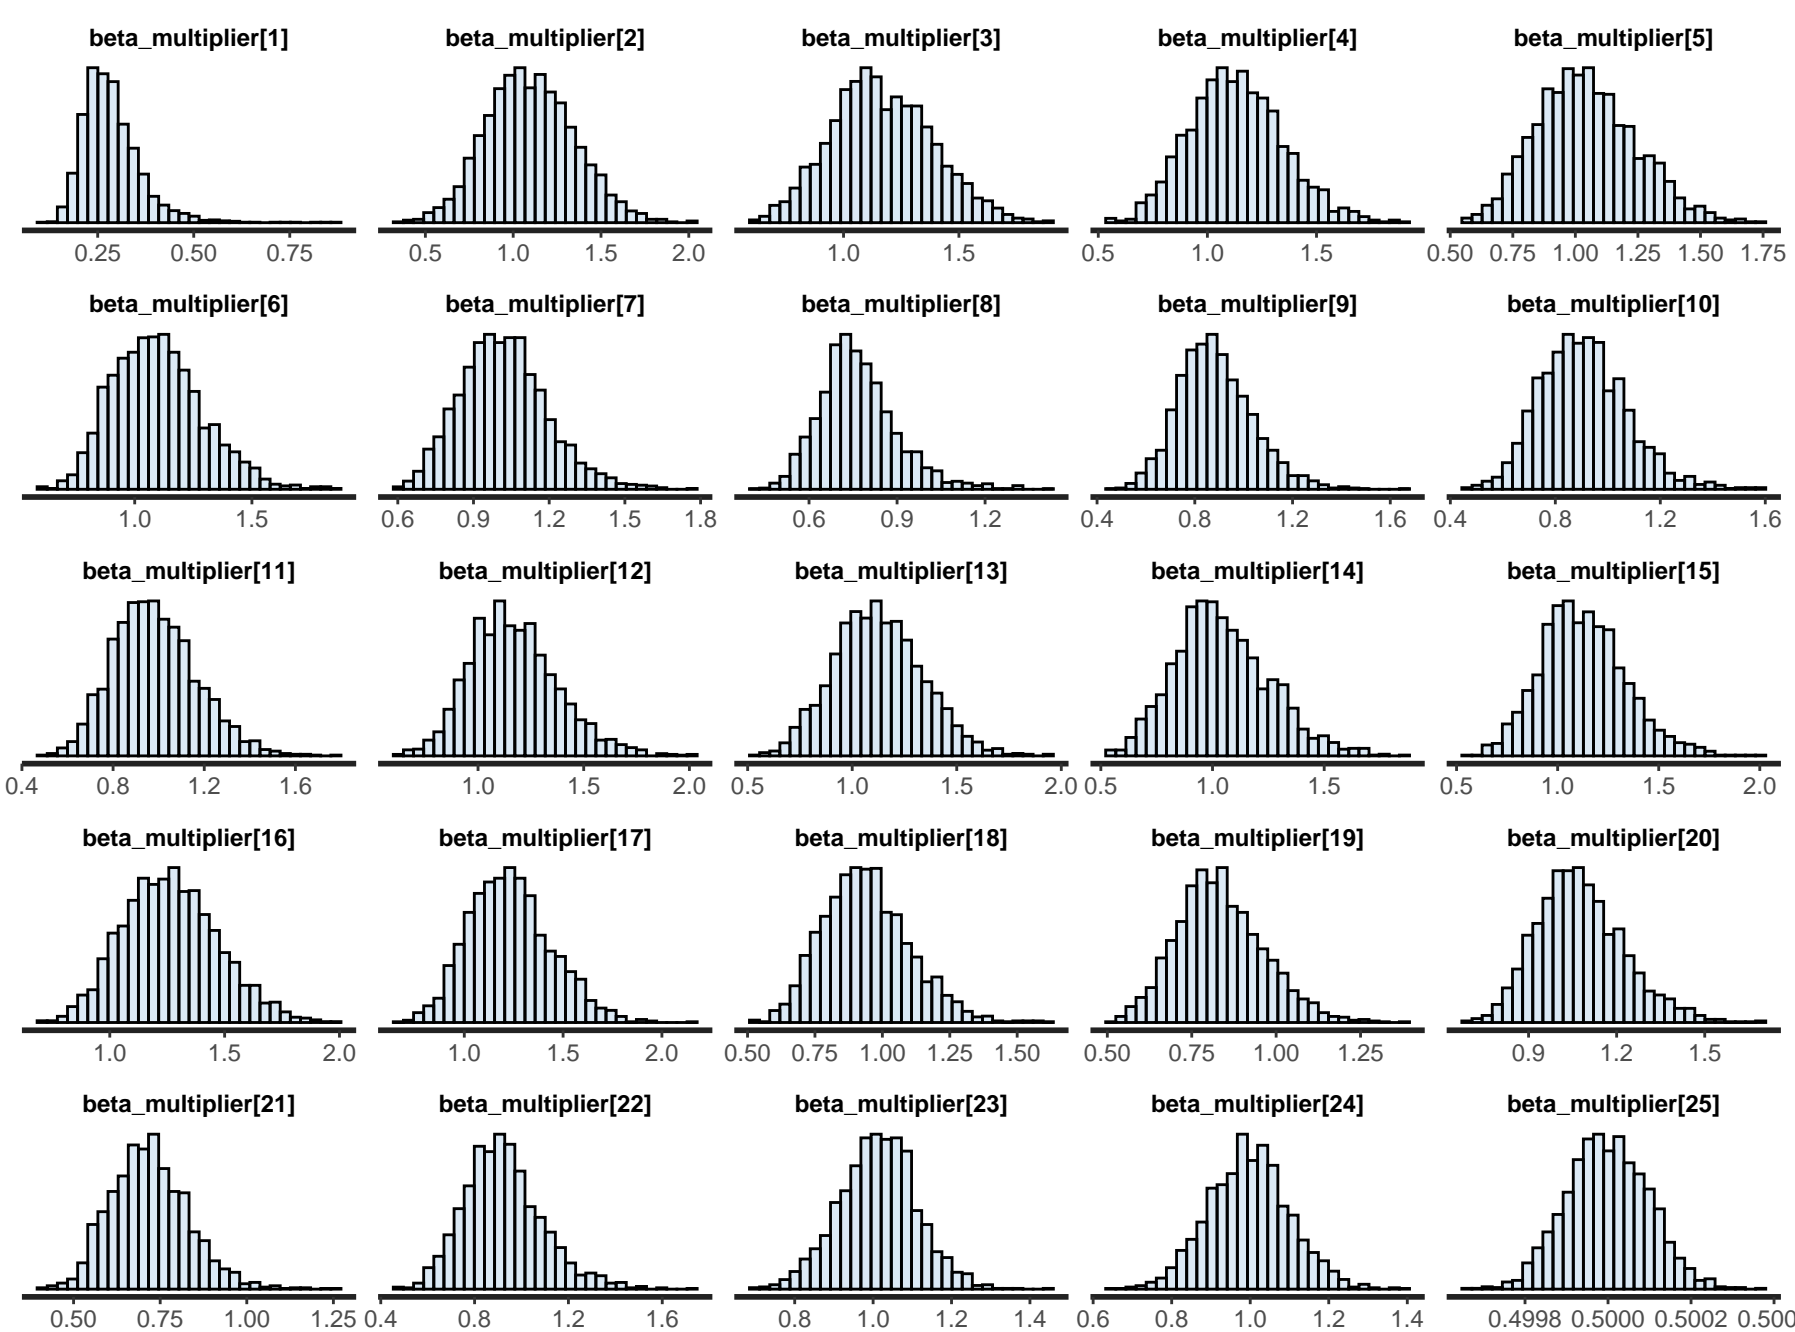 beta_multiplier[1] beta_multiplier[2] beta_multiplier[3] beta_multiplier[4] beta_multiplier[5]
0.25 0.50 0.75 0.5 1.0 1.5 2.0 1.0 1.5 0.5 1.0 1.5 0.50 0.75 1.00 1.25 1.50 1.75
beta_multiplier[6] beta_multiplier[7] beta_multiplier[8] beta_multiplier[9] beta_multiplier[10]
1.0 1.5 0.6 0.9 1.2 1.5 1.8 0.6 0.9 1.2 0.4 0.8 1.2 1.6 0.4 0.8 1.2 1.6
beta_multiplier[11] beta_multiplier[12] beta_multiplier[13] beta_multiplier[14] beta_multiplier[15]
0.4 0.8 1.2 1.6 1.0 1.5 2.0 0.5 1.0 1.5 2.0 0.5 1.0 1.5 0.5 1.0 1.5 2.0
beta_multiplier[16] beta_multiplier[17] beta_multiplier[18] beta_multiplier[19] beta_multiplier[20]
1.0 1.5 2.0 1.0 1.5 2.0 0.50 0.75 1.00 1.25 1.50 0.50 0.75 1.00 1.25 0.9 1.2 1.5
beta_multiplier[21] beta_multiplier[22] beta_multiplier[23] beta_multiplier[24] beta_multiplier[25]
0.50 0.75 1.00 1.25 0.4 0.8 1.2 1.6 0.8 1.0 1.2 1.4 0.6 0.8 1.0 1.2 1.4 0.4998 0.5000 0.5002